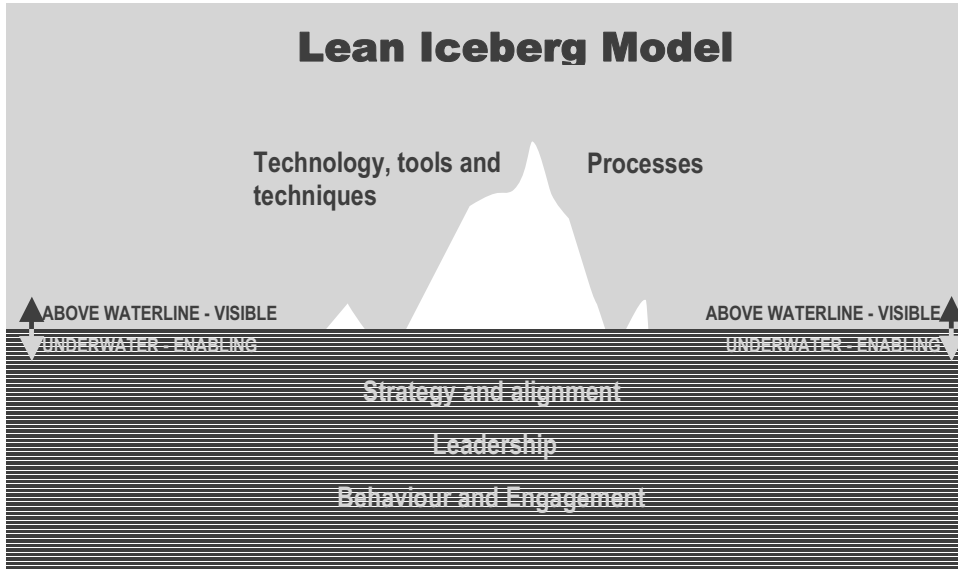 Lean Iceberg Model
Technology, tools and
techniques
Processes
ABOVE WATERLINE - VISIBLE
ABOVE WATERLINE - VISIBLE
UNDERWATER - ENABLING
UNDERWATER - ENABLING
Strategy and alignment
Leadership
Behaviour and Engagement